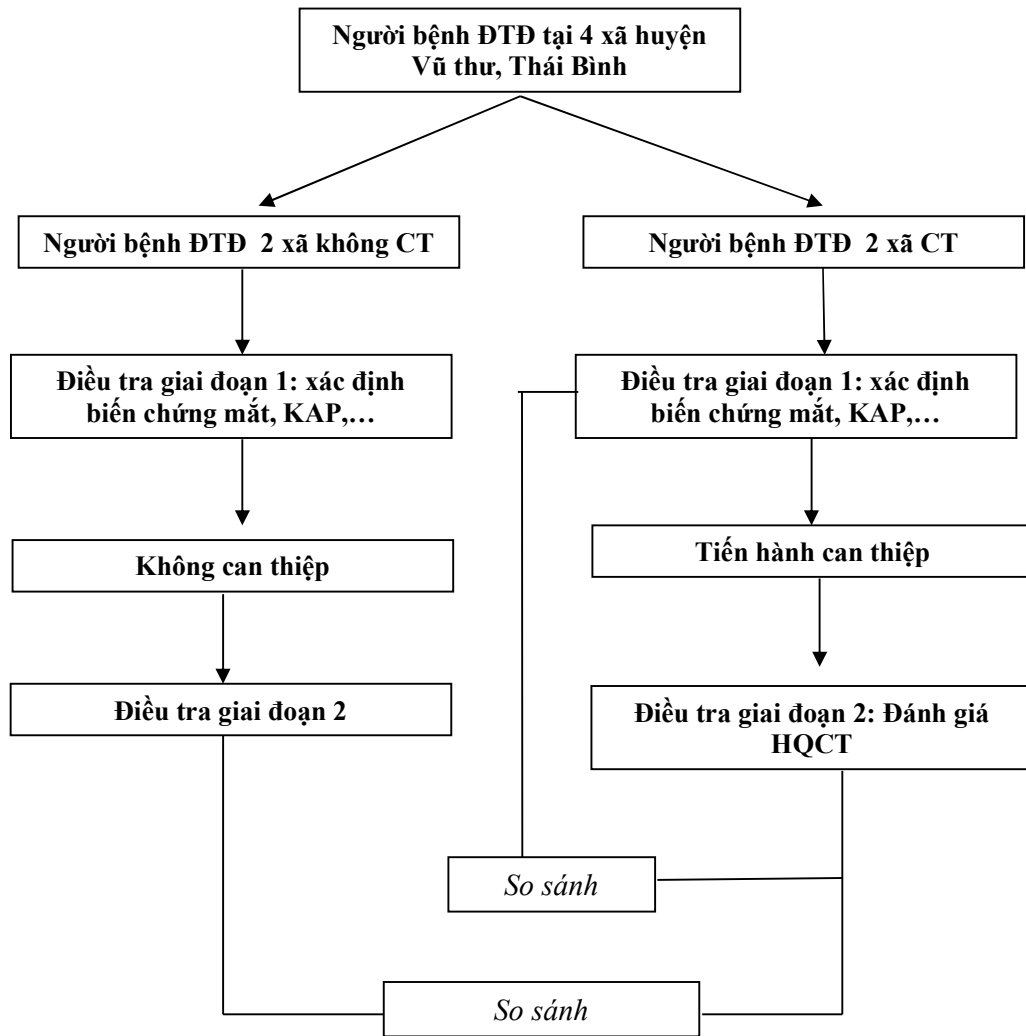 Người bệnh ĐTĐ tại 4 xã huyện
Vũ thư, Thái Bình
Người bệnh ĐTĐ 2 xã không CT
Người bệnh ĐTĐ 2 xã CT
Điều tra giai đoạn 1: xác định
biến chứng mắt, KAP,…
Điều tra giai đoạn 1: xác định
biến chứng mắt, KAP,…
Không can thiệp
Tiến hành can thiệp
Điều tra giai đoạn 2
Điều tra giai đoạn 2: Đánh giá
HQCT
So sánh
So sánh